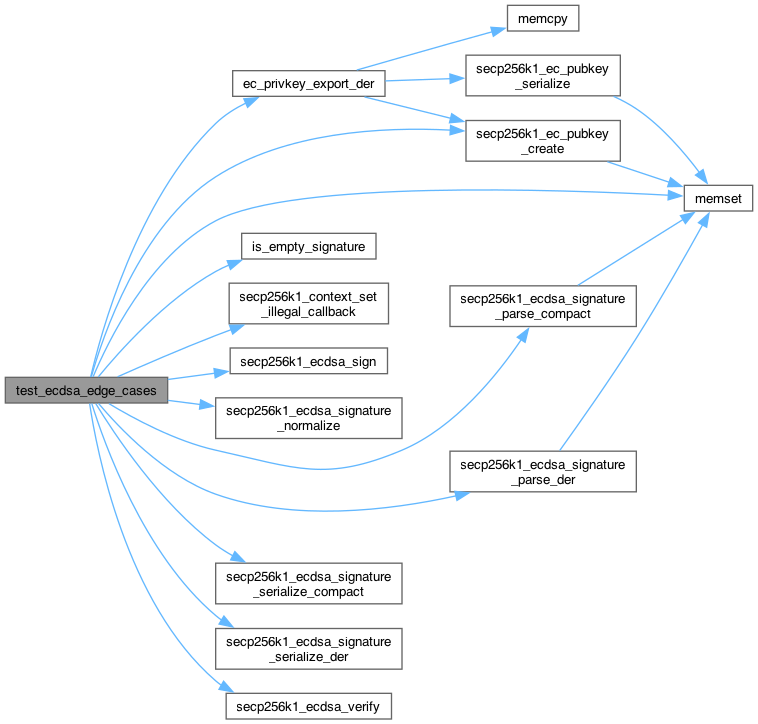 memcpy
ec_privkey_export_der
secp256k1_ec_pubkey
_serialize
secp256k1_ec_pubkey
_create
memset
is_empty_signature
secp256k1_context_set
_illegal_callback
secp256k1_ecdsa_signature
_parse_compact
secp256k1_ecdsa_sign
test_ecdsa_edge_cases
secp256k1_ecdsa_signature
_normalize
secp256k1_ecdsa_signature
_parse_der
secp256k1_ecdsa_signature
_serialize_compact
secp256k1_ecdsa_signature
_serialize_der
secp256k1_ecdsa_verify